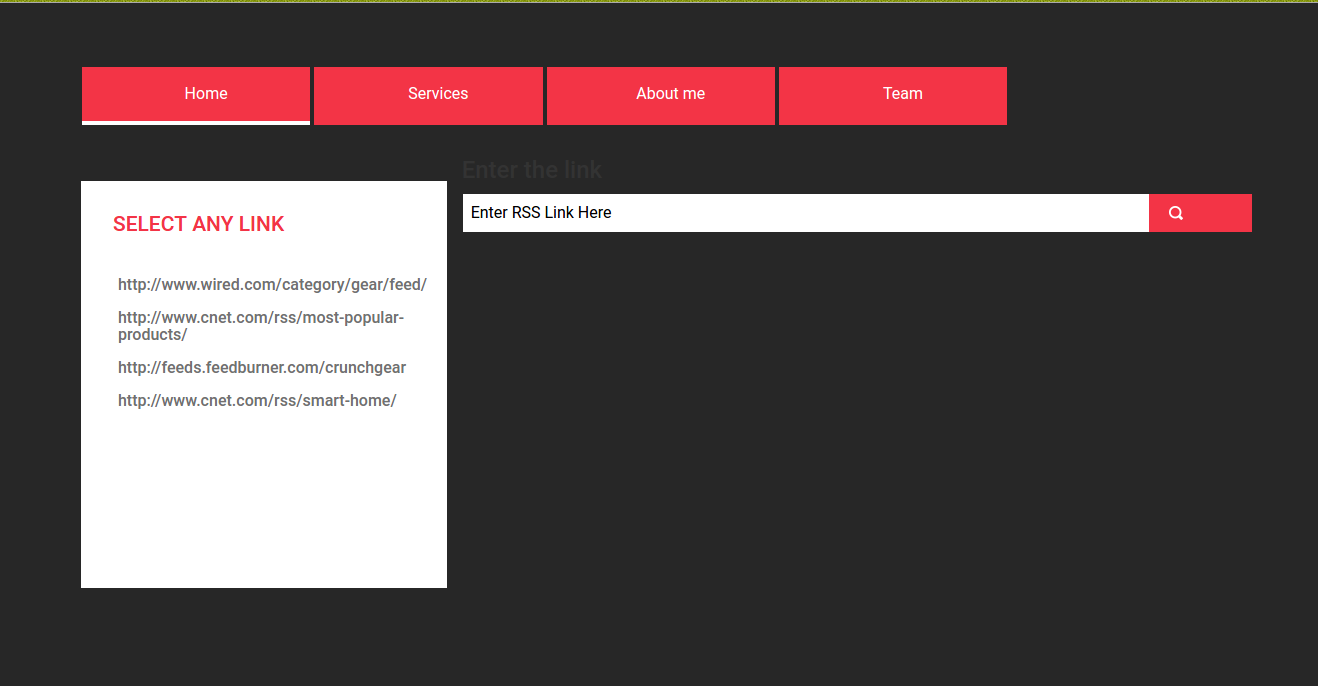 Home
Services
About me
Team
Enter the link
Enter RSS Link Here
SELECT ANY LINK
http://www.wired.com/category/gear/feed/
http://www.cnet.com/rss/most-popular-
products/
http://feeds.feedburner.com/crunchgear
http://www.cnet.com/rss/smart-home/